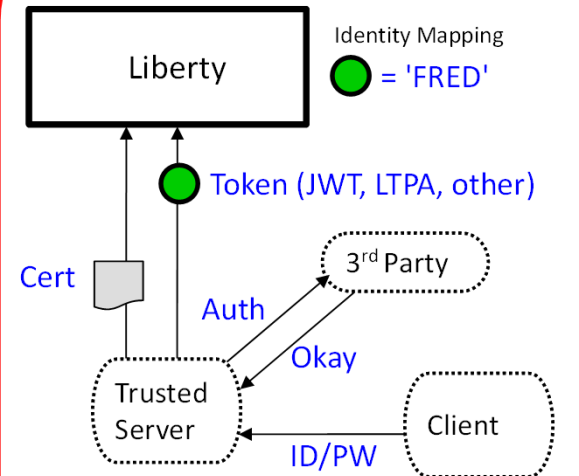 Liberty
Identity Mapping
= 'FRED'
Token (JWT, LTPA, other)
Cert
3rd Party
Auth
Okay
Trusted
Server
Client
ID/PW